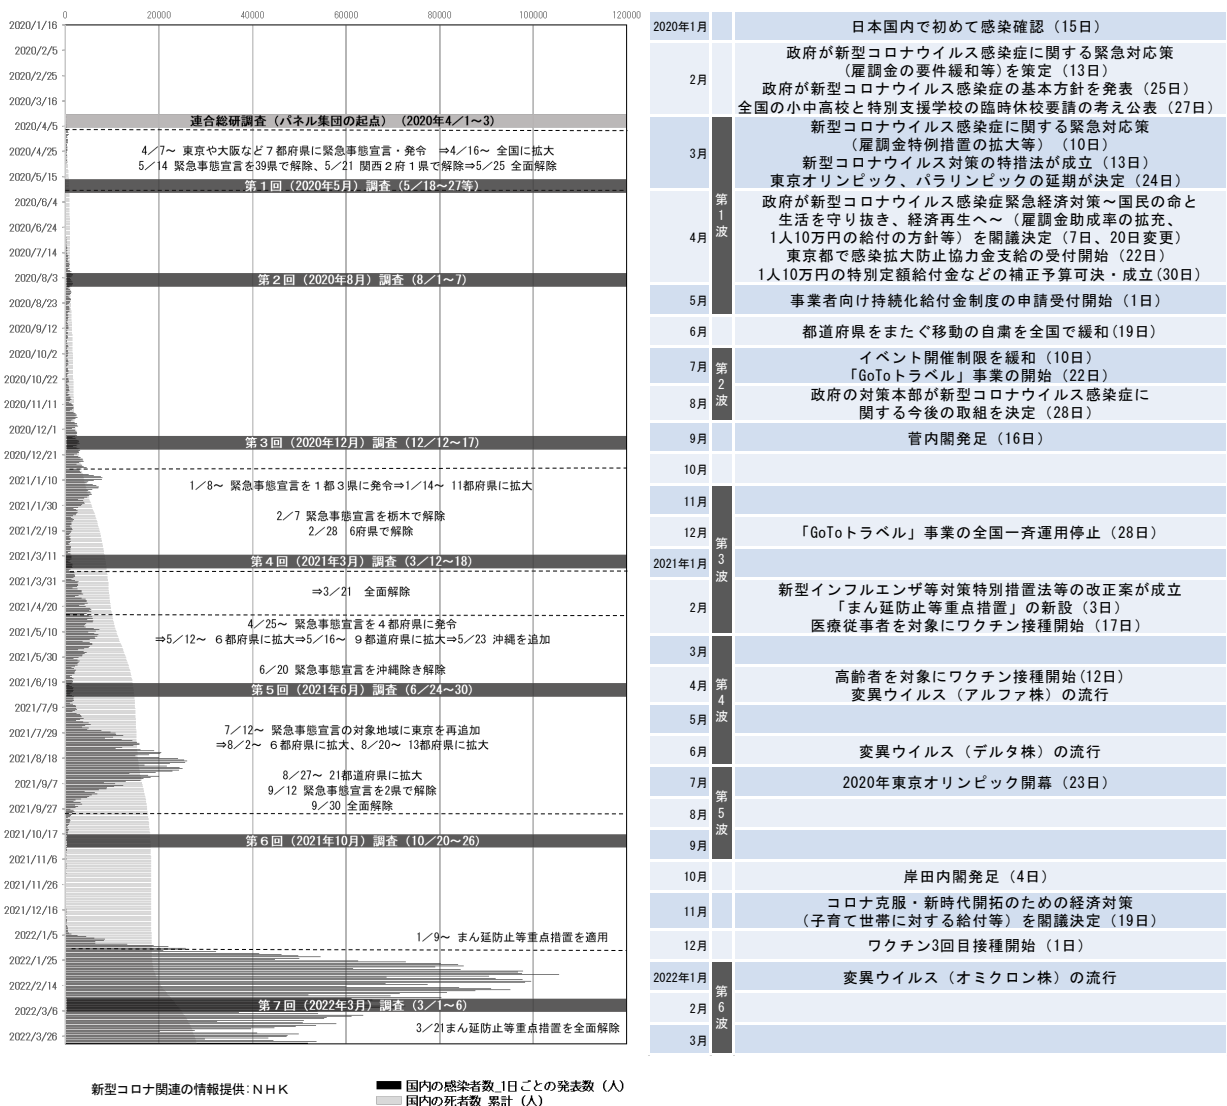 0
20000
40000
60000
80000
100000
120000
2020/1/16
2020/2/5
2020/2/25
2020/3/16
2020/4/5
2020/4/25
2020/5/15
2020/6/4
2020/6/24
2020/7/14
2020/8/3
2020/8/23
2020/9/12
2020/10/2
2020/10/22
2020/11/11
2020/12/1
2020/12/21
2021/1/10
2021/1/30
2021/2/19
2021/3/11
2021/3/31
2021/4/20
2021/5/10
2021/5/30
2021/6/19
2021/7/9
2021/7/29
2021/8/18
2021/9/7
2021/9/27
2021/10/17
2021/11/6
2021/11/26
2021/12/16
2022/1/5
2022/1/25
2022/2/14
2022/3/6
2022/3/26
連合総研調査（パネル集団の起点）（2020年4／1～3）
4／7～ 東京や大阪など７都府県に緊急事態宣言・発令 ⇒4／16～ 全国に拡大
5／14 緊急事態宣言を39県で解除、5／21 関西２府１県で解除⇒5／25 全面解除
第１回（2020年5月）調査（5／18～27等）
第２回（2020年8月）調査（8／1～7）
第３回（2020年12月）調査（12／12～17）
1／8～ 緊急事態宣言を１都３県に発令⇒1／14～ 11都府県に拡大
2／7 緊急事態宣言を栃木で解除
2／28 6府県で解除
第４回（2021年3月）調査（3／12～18）
⇒3／21 全面解除
4／25～ 緊急事態宣言を４都府県に発令
⇒5／12～ ６都府県に拡大⇒5／16～ ９都道府県に拡大⇒5／23 沖縄を追加
6／20 緊急事態宣言を沖縄除き解除
第５回（2021年6月）調査（6／24～30）
7／12～ 緊急事態宣言の対象地域に東京を再追加
⇒8／2～ ６都府県に拡大、8／20～ 13都府県に拡大
8／27～ 21都道府県に拡大
9／12 緊急事態宣言を2県で解除
9／30 全面解除
第６回（2021年10月）調査（10／20～26）
1／9～ まん延防止等重点措置を適用
第７回（2022年3月）調査（3／1～6）
3／21まん延防止等重点措置を全面解除
新型コロナ関連の情報提供：ＮＨＫ
国内の感染者数_1日ごとの発表数（人）
国内の死者数_累計（人）
2020年1月
日本国内で初めて感染確認（15日）
2月
政府が新型コロナウイルス感染症に関する緊急対応策
(雇調金の要件緩和等)を策定（13日）
政府が新型コロナウイルス感染症の基本方針を発表（25日）
全国の小中高校と特別支援学校の臨時休校要請の考え公表（27日）
第1波
3月
新型コロナウイルス感染症に関する緊急対応策
（雇調金特例措置の拡大等）（10日）
新型コロナウイルス対策の特措法が成立（13日）
東京オリンピック、パラリンピックの延期が決定（24日）
4月
政府が新型コロナウイルス感染症緊急経済対策～国民の命と
生活を守り抜き、経済再生へ～（雇調金助成率の拡充、
1人10万円の給付の方針等）を閣議決定（7日、20日変更）
東京都で感染拡大防止協力金支給の受付開始（22日）
1人10万円の特別定額給付金などの補正予算可決・成立(30日）
5月
事業者向け持続化給付金制度の申請受付開始（1日）
6月
都道府県をまたぐ移動の自粛を全国で緩和(19日）
第2波
7月
イベント開催制限を緩和（10日）
「GoToトラベル」事業の開始（22日）
8月
政府の対策本部が新型コロナウイルス感染症に
関する今後の取組を決定（28日）
9月
菅内閣発足（16日）
10月
第3波
11月
12月
「GoToトラベル」事業の全国一斉運用停止（28日）
2021年1月
2月
新型インフルエンザ等対策特別措置法等の改正案が成立
「まん延防止等重点措置」の新設（3日）
医療従事者を対象にワクチン接種開始（17日）
第4波
3月
4月
高齢者を対象にワクチン接種開始(12日）
変異ウイルス（アルファ株）の流行
5月
6月
変異ウイルス（デルタ株）の流行
第5波
7月
2020年東京オリンピック開幕（23日）
8月
9月
10月
岸田内閣発足（4日）
11月
コロナ克服・新時代開拓のための経済対策
（子育て世帯に対する給付等）を閣議決定（19日）
12月
ワクチン3回目接種開始（1日）
第6波
2022年1月
変異ウイルス（オミクロン株）の流行
2月
3月